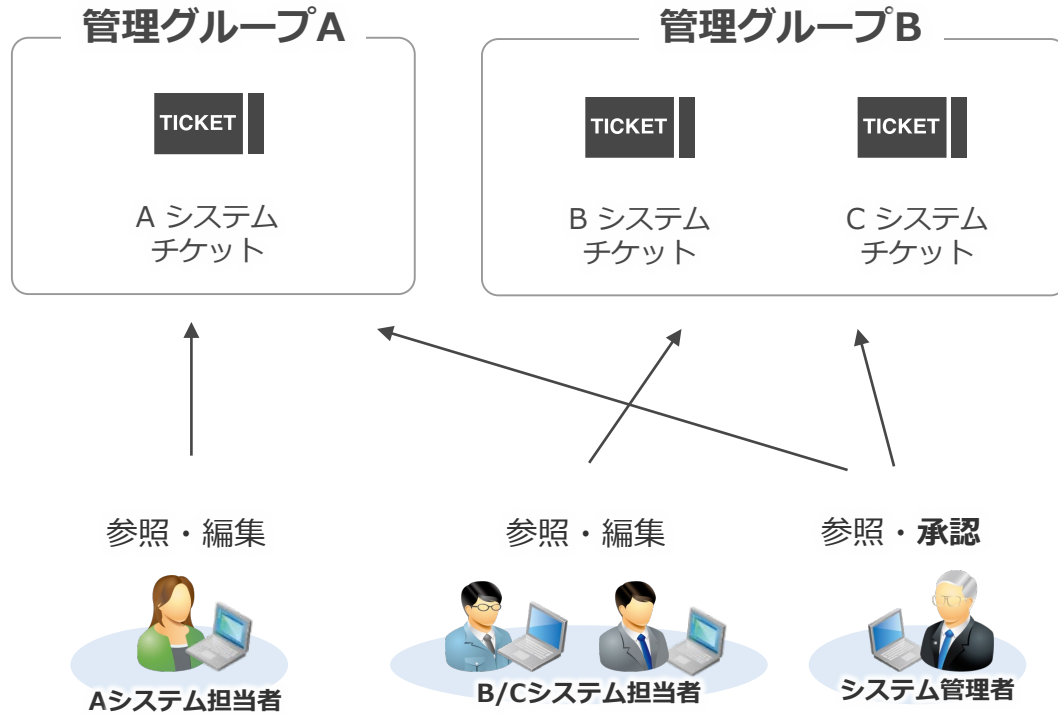 管理グループA
管理グループB
TICKET
TICKET
TICKET
A システム
チケット
B システム
チケット
C システム
チケット
参照・編集
参照・編集
参照・承認
Aシステム担当者
B/Cシステム担当者
システム管理者